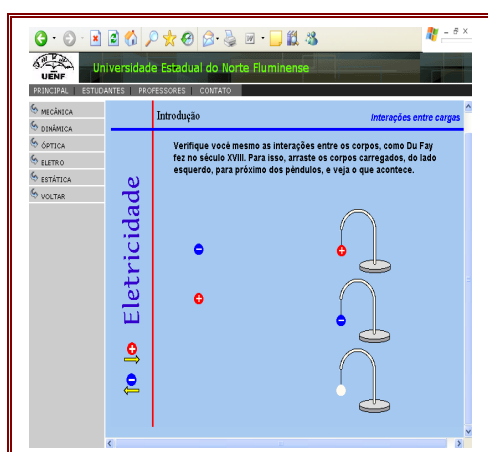 UENF
Universidade Estadual do Norte Fluminense
PRINCIPAL | ESTUDANTES | PROFESSORES | CONTATO
MECÂNICA
DINÂMICA
ÓPTICA
ELETRO
ESTÁTICA
VOLTAR
Introdução
Interações entre cargas
Verifique você mesmo as interações entre os corpos, como Du Fay
fez no século XVIII. Para isso, arraste os corpos carregados, do lado
esquerdo, para próximo dos pêndulos, e veja o que acontece.
Eletricidade